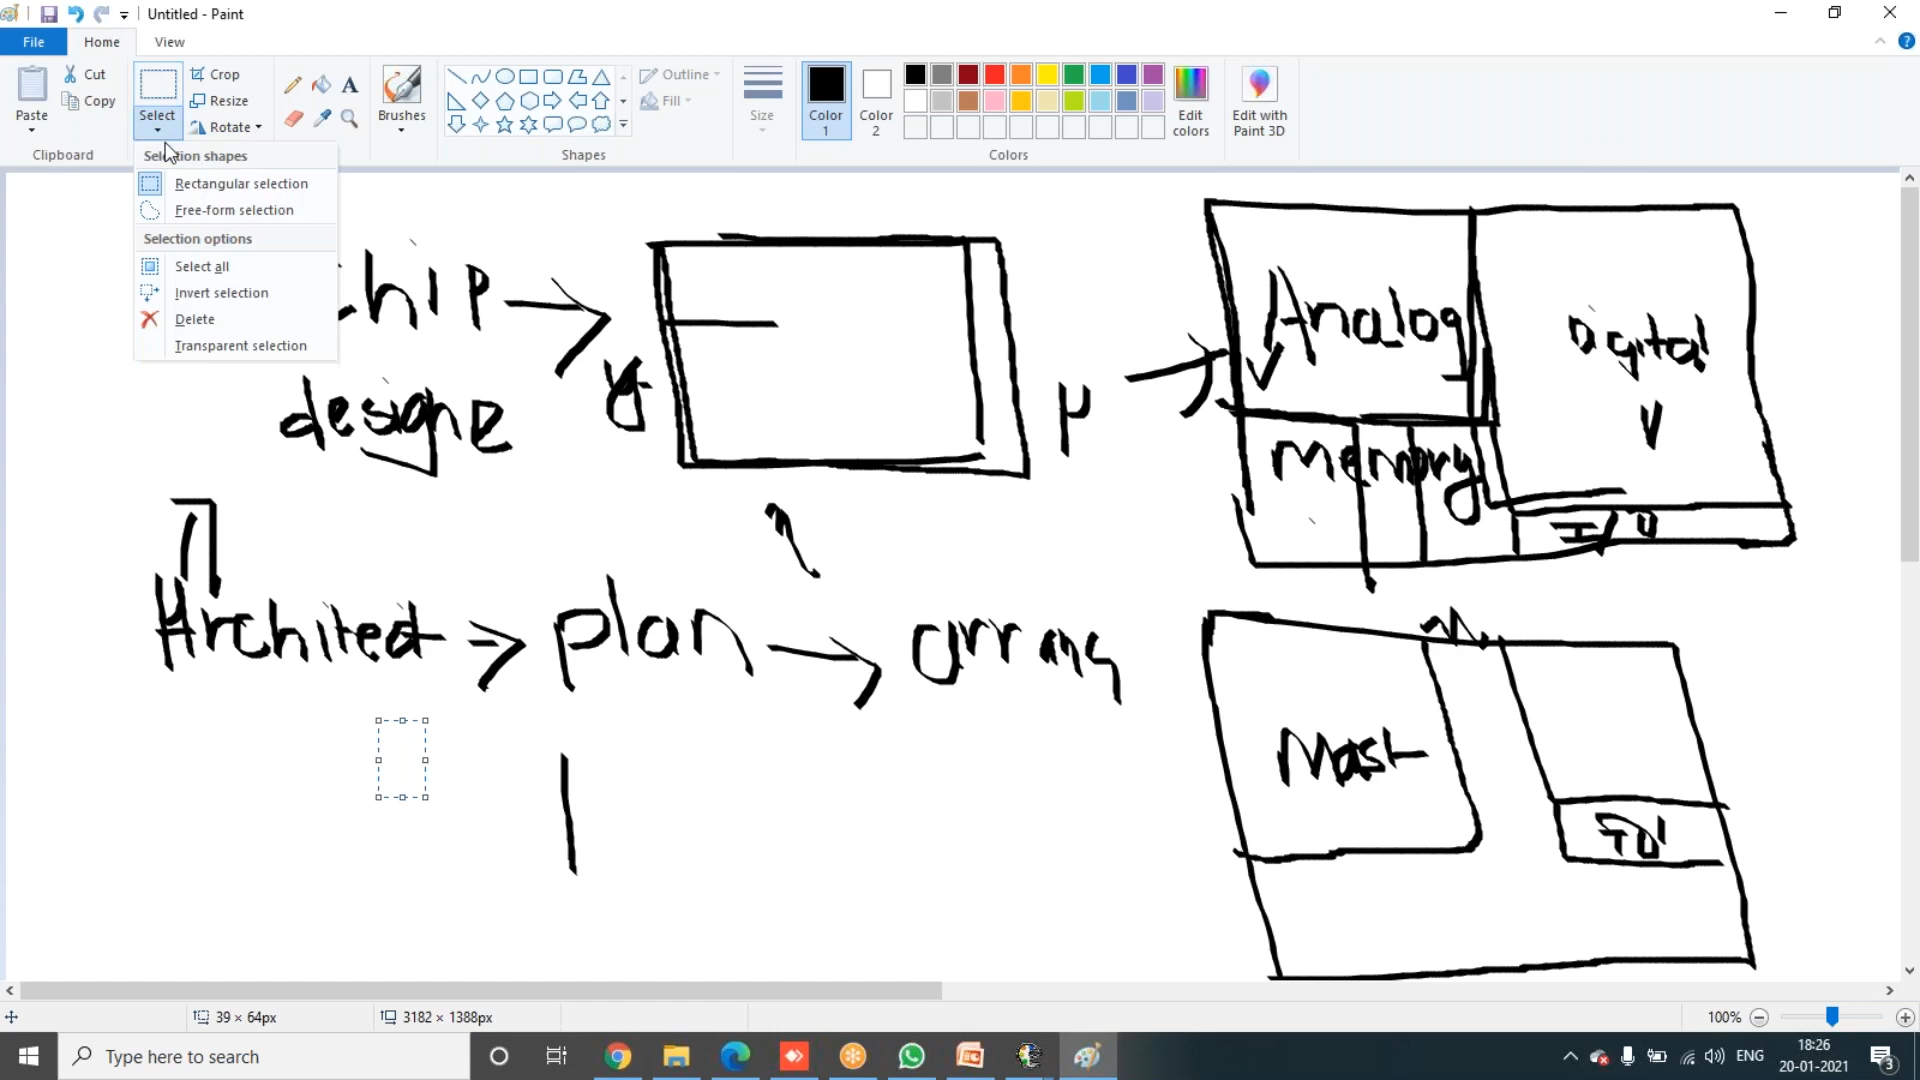 Untitled - Paint
File Home View
Paste
Cut
Copy
Clipboard
Select
Crop
Resize
Rotate
Brushes
Shapes
Outline
Fill
Size
Color 1
Color 2
Edit colors
Colors
Edit with Paint 3D
Selection shapes
Rectangular selection
Free-form selection
Selection options
Select all
Invert selection
Delete
Transparent selection
hip
designe
y
x
μ
Analog
Digital
Memory
I/O
Architect
plan
arrang
Mast
39 × 64px
3182 × 1388px
100%
Type here to search
ENG
18:26
20-01-2021
3